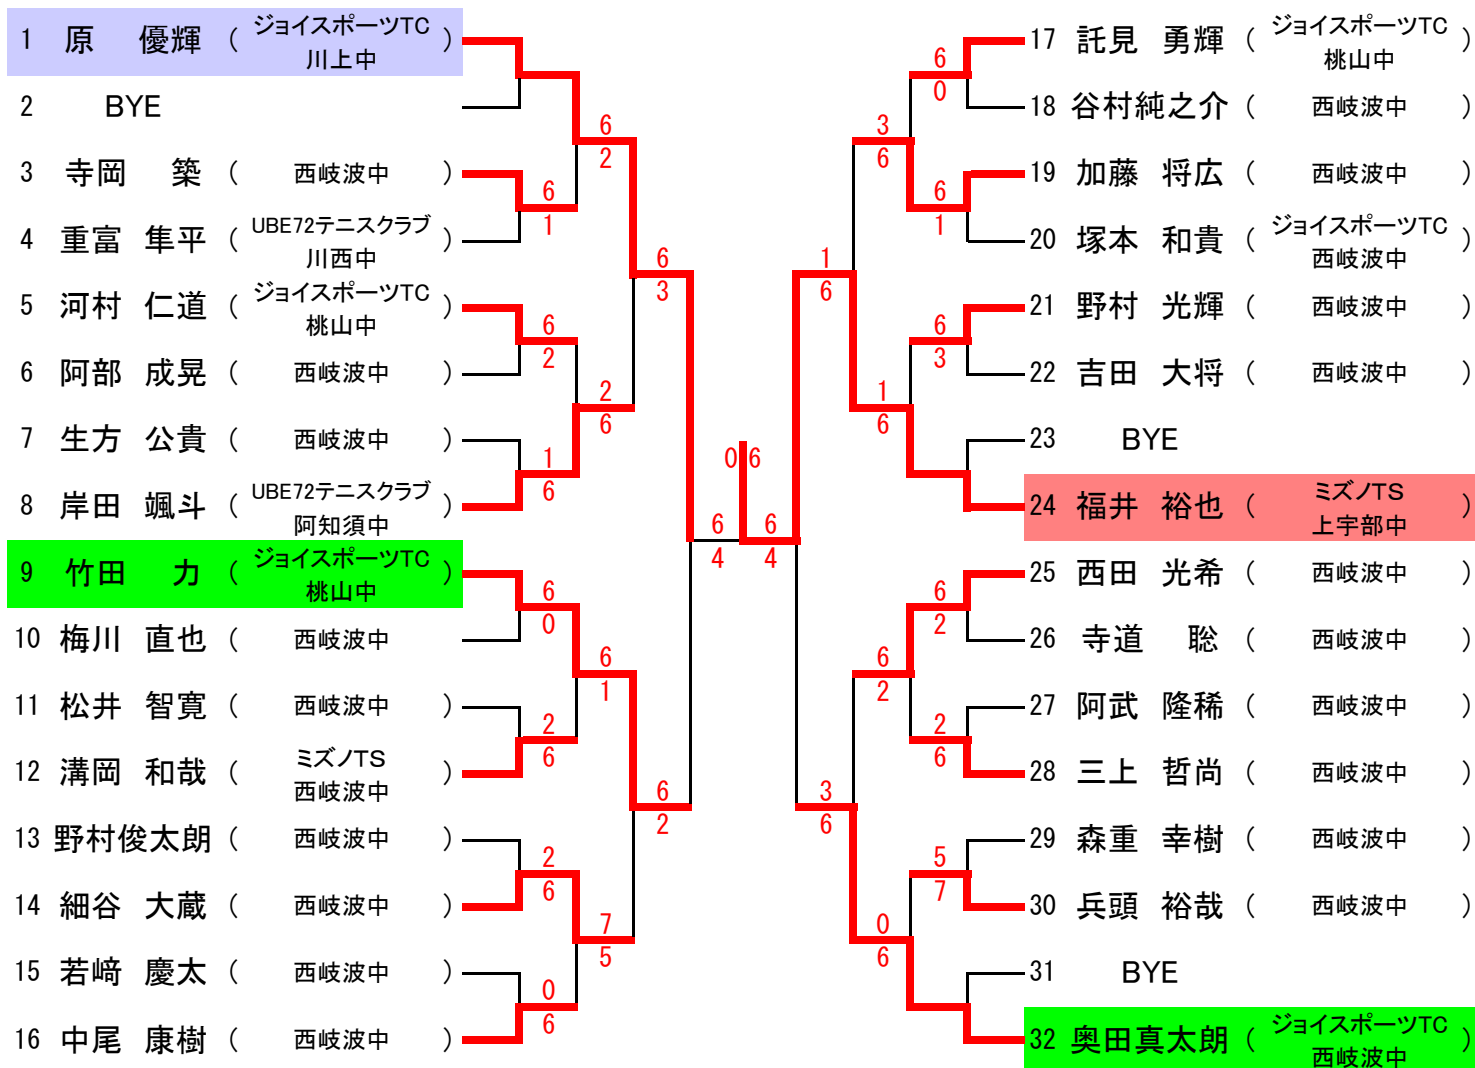 1 原 優輝 ( ジョイスポーツTC 川上中 )
2 BYE
3 寺岡 築 ( 西岐波中 )
4 重富 隼平 ( UBE72テニスクラブ 川西中 )
5 河村 仁道 ( ジョイスポーツTC 桃山中 )
6 阿部 成晃 ( 西岐波中 )
7 生方 公貴 ( 西岐波中 )
8 岸田 颯斗 ( UBE72テニスクラブ 阿知須中 )
9 竹田 力 ( ジョイスポーツTC 桃山中 )
10 梅川 直也 ( 西岐波中 )
11 松井 智寛 ( 西岐波中 )
12 溝岡 和哉 ( ミズノTS 西岐波中 )
13 野村俊太朗 ( 西岐波中 )
14 細谷 大蔵 ( 西岐波中 )
15 若﨑 慶太 ( 西岐波中 )
16 中尾 康樹 ( 西岐波中 )
6 1
6 2
1 6
6 0
2 6
2 6
0 6
6 2
2 6
6 1
7 5
6 3
6 2
6 4
0 6
6 4
1 6
3 6
3 6
1 6
6 2
0 6
6 0
6 1
6 3
6 2
2 6
5 7
17 託見 勇輝 ( ジョイスポーツTC 桃山中 )
18 谷村純之介 ( 西岐波中 )
19 加藤 将広 ( 西岐波中 )
20 塚本 和貴 ( ジョイスポーツTC 西岐波中 )
21 野村 光輝 ( 西岐波中 )
22 吉田 大将 ( 西岐波中 )
23 BYE
24 福井 裕也 ( ミズノTS 上宇部中 )
25 西田 光希 ( 西岐波中 )
26 寺道 聡 ( 西岐波中 )
27 阿武 隆稀 ( 西岐波中 )
28 三上 哲尚 ( 西岐波中 )
29 森重 幸樹 ( 西岐波中 )
30 兵頭 裕哉 ( 西岐波中 )
31 BYE
32 奥田真太朗 ( ジョイスポーツTC 西岐波中 )